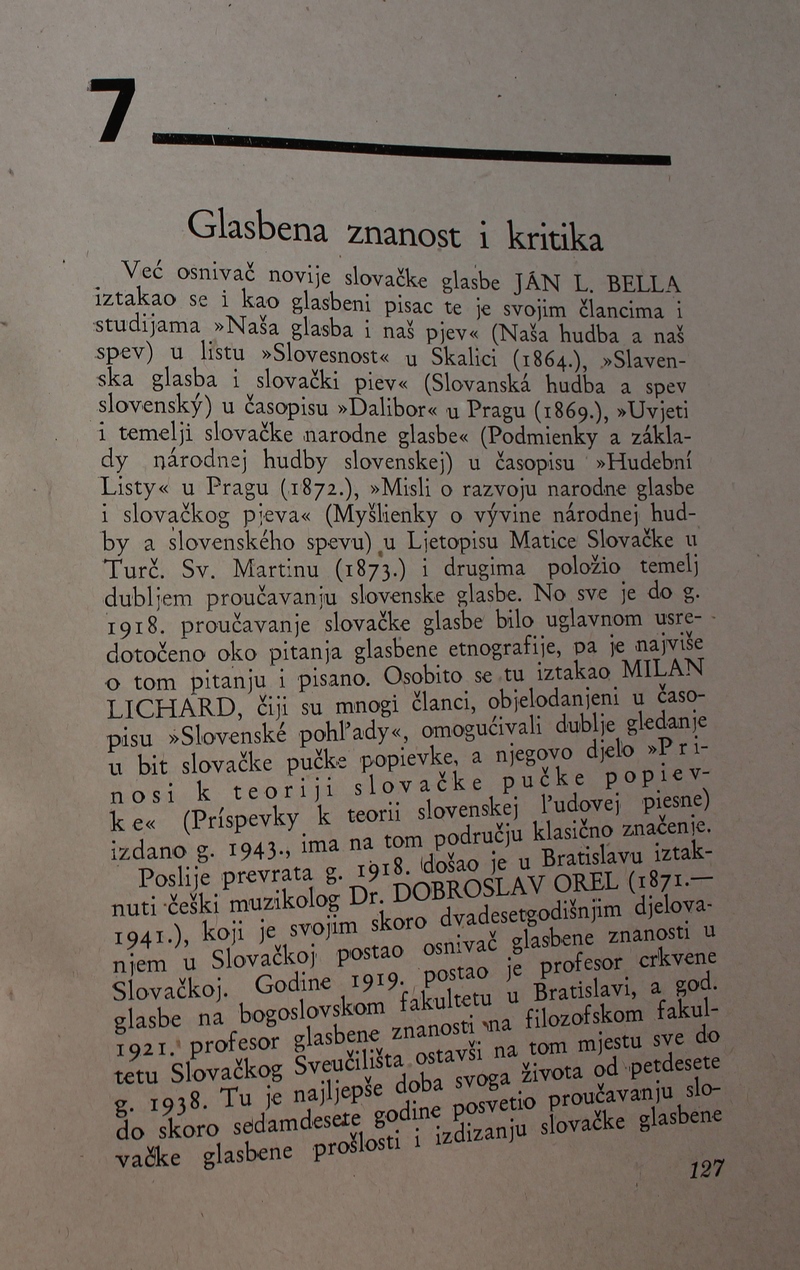 7
Glasbena znanost i kritika
Već osnivač novije slovačke glasbe JÁN L. BELLA
iztakao se i kao glasbeni pisac te je svojim člancima i
studijama »Naša glasba i naš pjev« (Naša hudba a naš
spev) u listu »Slovesnost« u Skalici (1864.), »Slaven-
ska glasba i slovački piev« (Slovanská hudba a spev
slovenský) u časopisu »Dalibor« u Pragu (1869.), »Uvjeti
i temelji slovačke narodne glasbe« (Podmienky a zákla-
dy národnej hudby slovenskej) u časopisu »Hudební
Listy« u Pragu (1872.), »Misli o razvoju narodne glasbe
i slovačkog pjeva« (Myšlienky o vývine národnej hud-
by a slovenského spevu) u Ljetopisu Matice Slovačke u
Turč. Sv. Martinu (1873.) i drugima položio temelj
dubljem proučavanju slovenske glasbe. No sve je do g.
1918. proučavanje slovačke glasbe bilo uglavnom usre-
dotočeno oko pitanja glasbene etnografije, pa je najviše
o tom pitanju i pisano. Osobito se tu iztakao MILAN
LICHARD, čiji su mnogi članci, objelodanjeni u časo-
pisu »Slovenské pohľady«, omogućivali dublje gledanje
u bit slovačke pučke popievke, a njegovo djelo »Pri-
nosi k teoriji slovačke pučke popiev-
ke« (Príspevky k teorii slovenskej ľudovej piesne)
izdano g. 1943., ima na tom području klasično značenje.
Poslije prevrata g. 1918. došao je u Bratislavu iztak-
nuti češki muzikolog Dr. DOBROSLAV OREL (1871.—
1941.), koji je svojim skoro dvadesetgodišnjim djelova-
njem u Slovačkoj postao osnivač glasbene znanosti u
Slovačkoj. Godine 1919. postao je profesor crkvene
glasbe na bogoslovskom fakultetu u Bratislavi, a god.
1921. profesor glasbene znanosti na filozofskom fakul-
tetu Slovačkog Sveučilišta ostavši na tom mjestu sve do
g. 1938. Tu je najljepše doba svoga života od petdesete
do skoro sedamdesete godine posvetio proučavanju slo-
vačke glasbene prošlosti i izdizanju slovačke glasbene
127